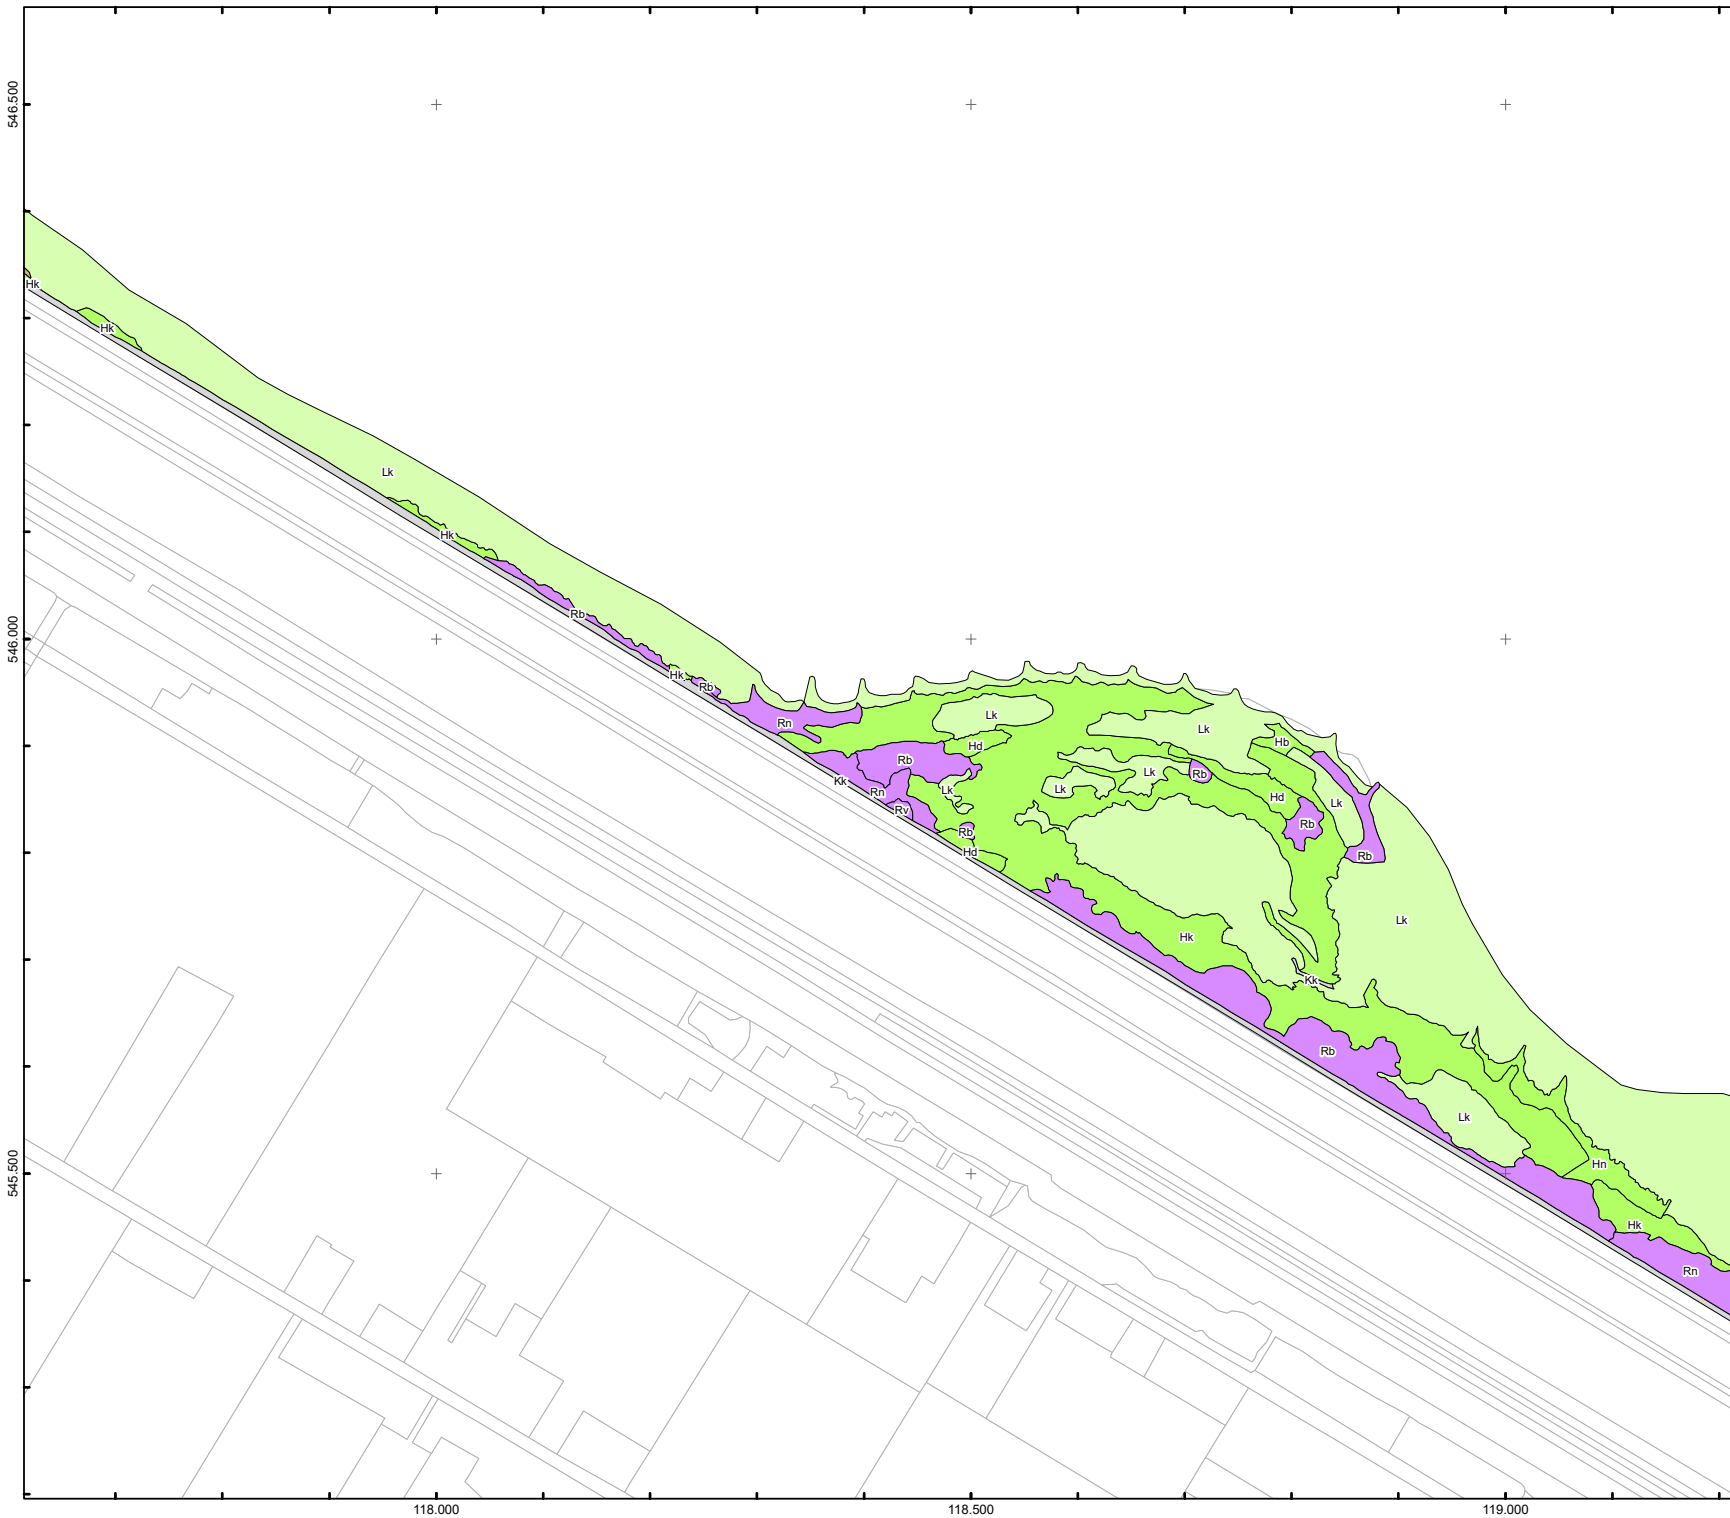 546.500
Hk
Hk
Lk
Hk
Rb
546.000
Hk
Rb
Lk
Rn
Lk
Hb
Hd
Rb
Lk
Rb
Kk
Lk
Lk
Rn
Hd
Lk
Rv
Rb
Rb
Hd
Rb
Lk
Hk
Kk
Rb
Lk
545.500
Hn
Hk
Rn
118.000
118.500
119.000